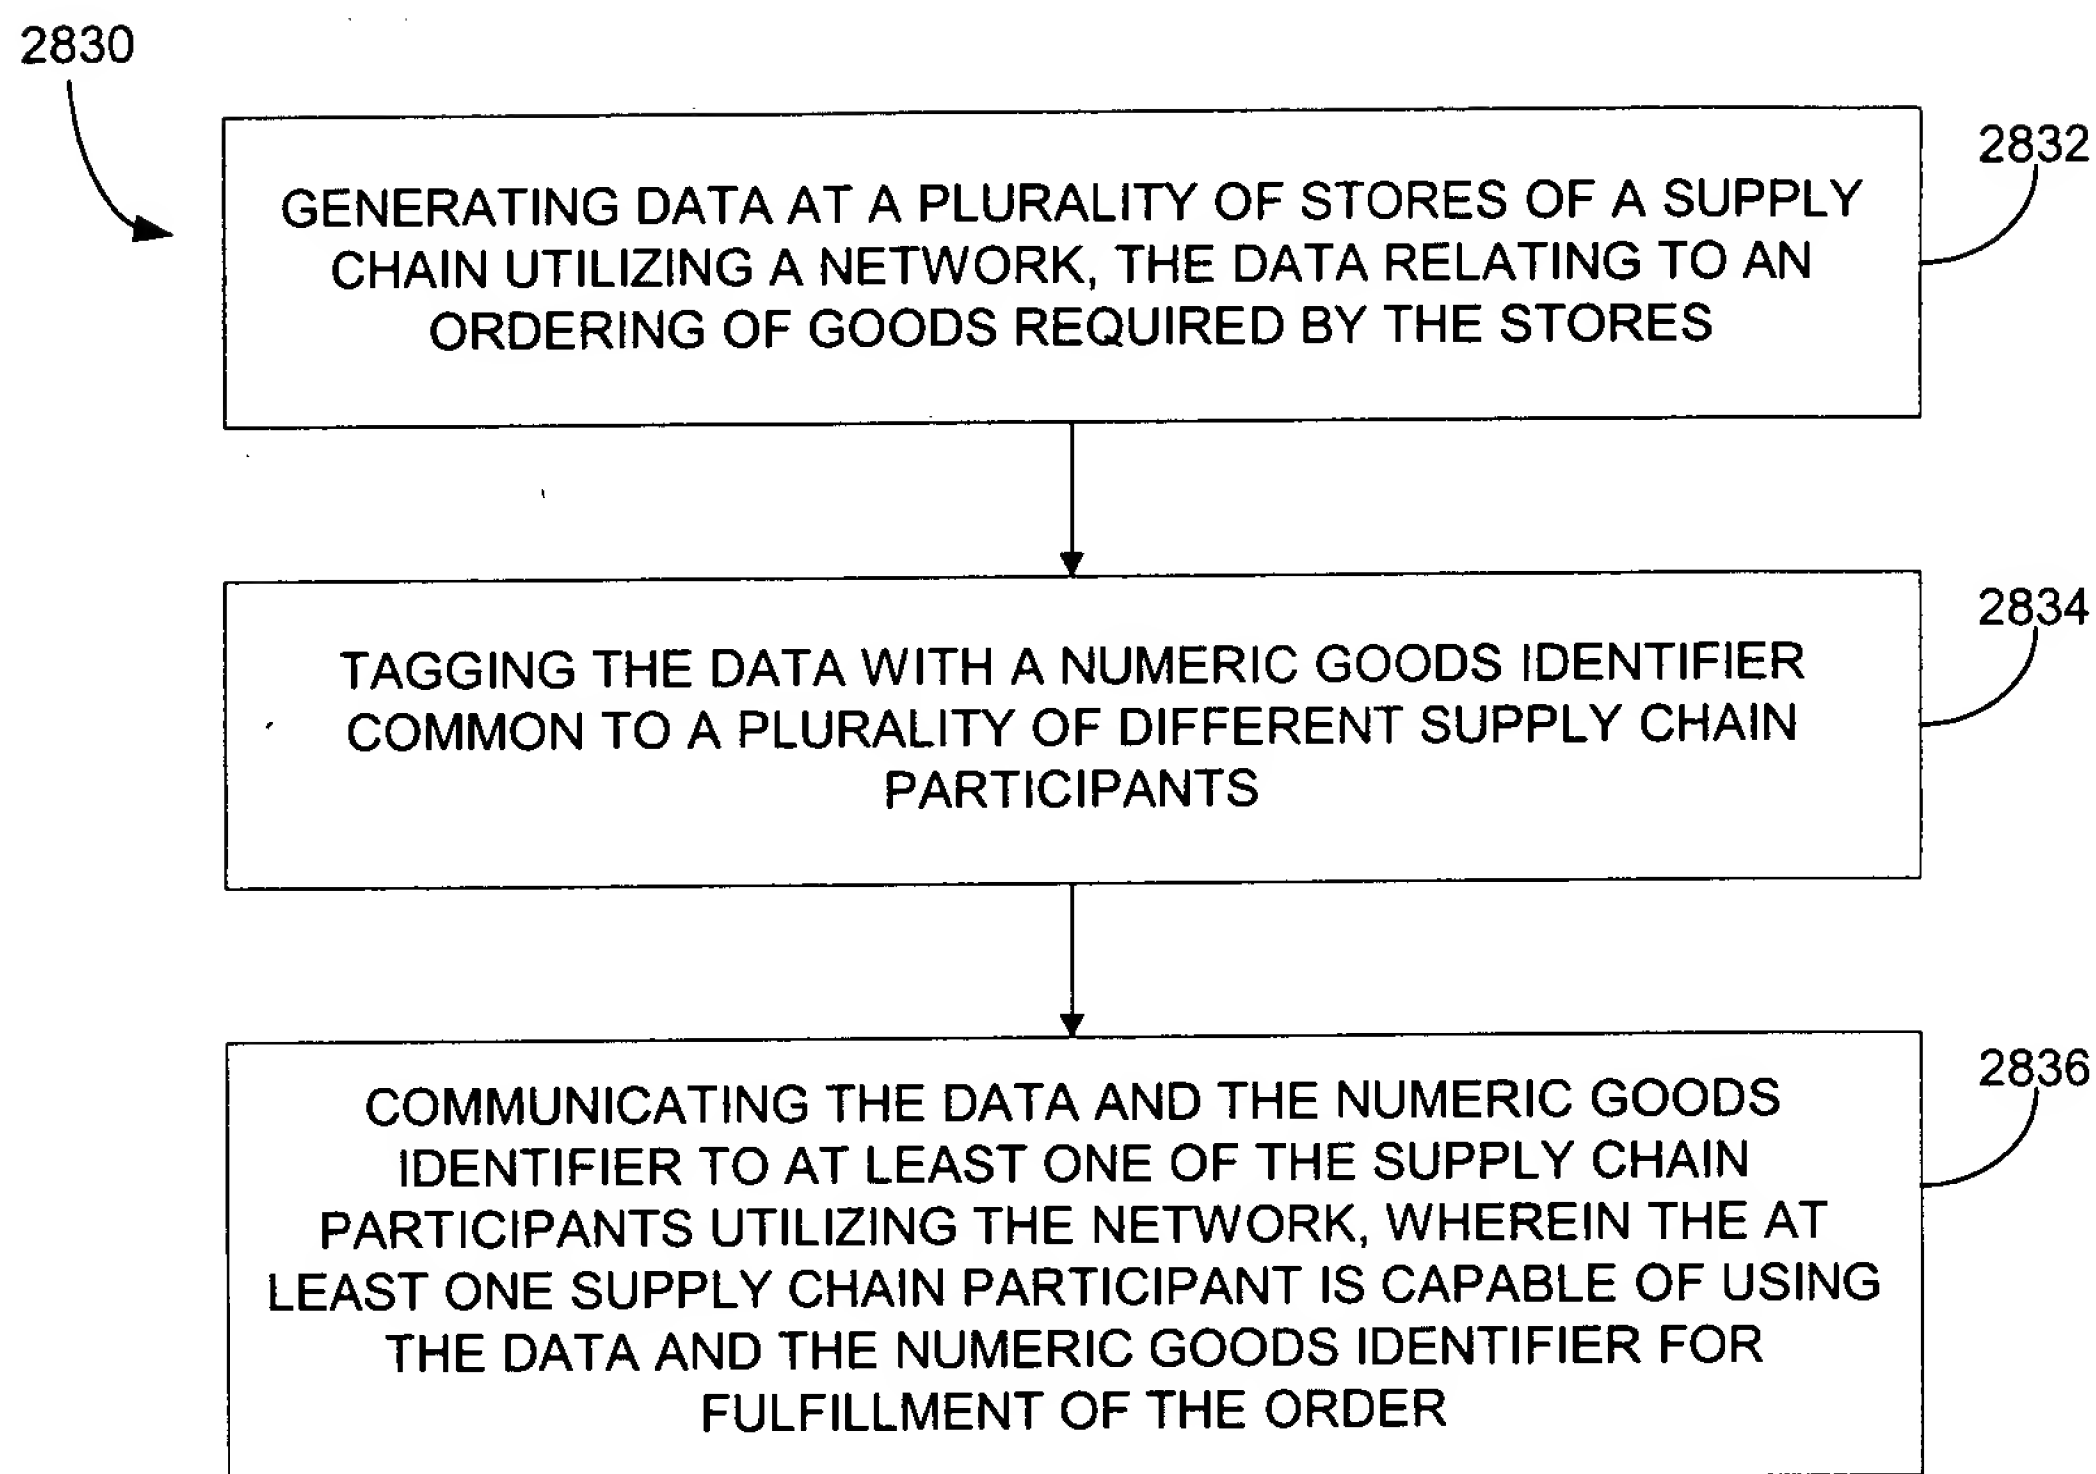 2830
2832
GENERATING DATA AT A PLURALITY OF STORES OF A SUPPLY
CHAIN UTILIZING A NETWORK, THE DATA RELATING TO AN
ORDERING OF GOODS REQUIRED BY THE STORES
2834
TAGGING THE DATA WITH A NUMERIC GOODS IDENTIFIER
COMMON TO A PLURALITY OF DIFFERENT SUPPLY CHAIN
PARTICIPANTS
2836
COMMUNICATING THE DATA AND THE NUMERIC GOODS
IDENTIFIER TO AT LEAST ONE OF THE SUPPLY CHAIN
PARTICIPANTS UTILIZING THE NETWORK, WHEREIN THE AT
LEAST ONE SUPPLY CHAIN PARTICIPANT IS CAPABLE OF USING
THE DATA AND THE NUMERIC GOODS IDENTIFIER FOR
FULFILLMENT OF THE ORDER